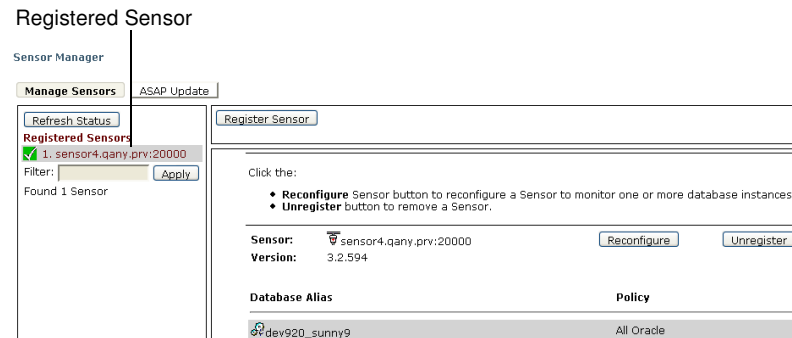 Registered Sensor
Sensor Manager
Manage Sensors ASAP Update
Refresh Status
Registered Sensors
1. sensor4.qany.prv:20000
Filter: Apply
Found 1 Sensor
Register Sensor
Click the:
Reconfigure Sensor button to reconfigure a Sensor to monitor one or more database instances
Unregister button to remove a Sensor.
Sensor: sensor4.qany.prv:20000 Reconfigure Unregister
Version: 3.2.594
Database Alias Policy
dev920_sunny9 All Oracle